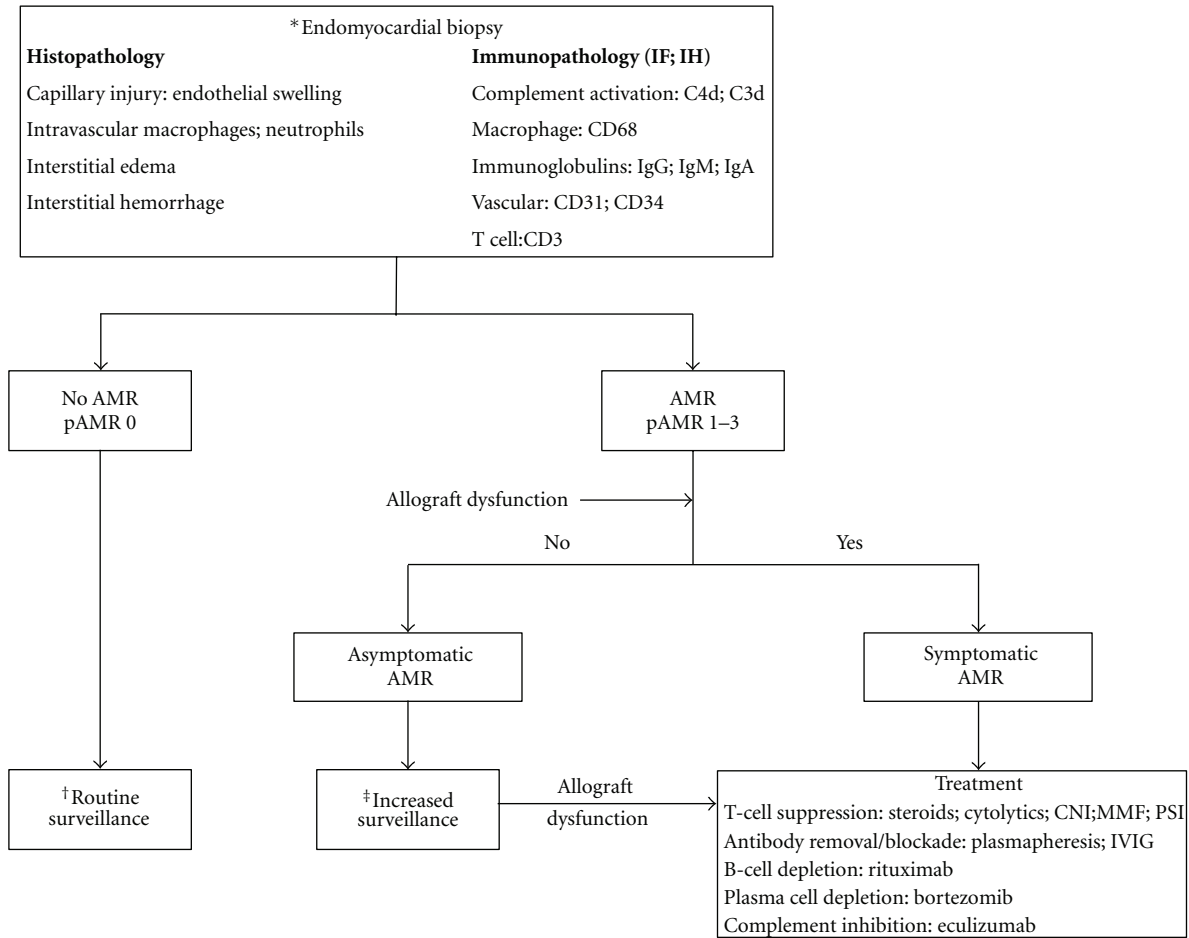 *Endomyocardial biopsy
Histopathology
Capillary injury: endothelial swelling
Intravascular macrophages; neutrophils
Interstitial edema
Interstitial hemorrhage
Immunopathology (IF; IH)
Complement activation: C4d; C3d
Macrophage: CD68
Immunoglobulins: IgG; IgM; IgA
Vascular: CD31; CD34
T cell:CD3
No AMR
pAMR 0
AMR
pAMR 1–3
Allograft dysfunction
No
Yes
Asymptomatic
AMR
Symptomatic
AMR
†Routine
surveillance
‡Increased
surveillance
Allograft
dysfunction
Treatment
T-cell suppression: steroids; cytolytics; CNI;MMF; PSI
Antibody removal/blockade: plasmapheresis; IVIG
B-cell depletion: rituximab
Plasma cell depletion: bortezomib
Complement inhibition: eculizumab